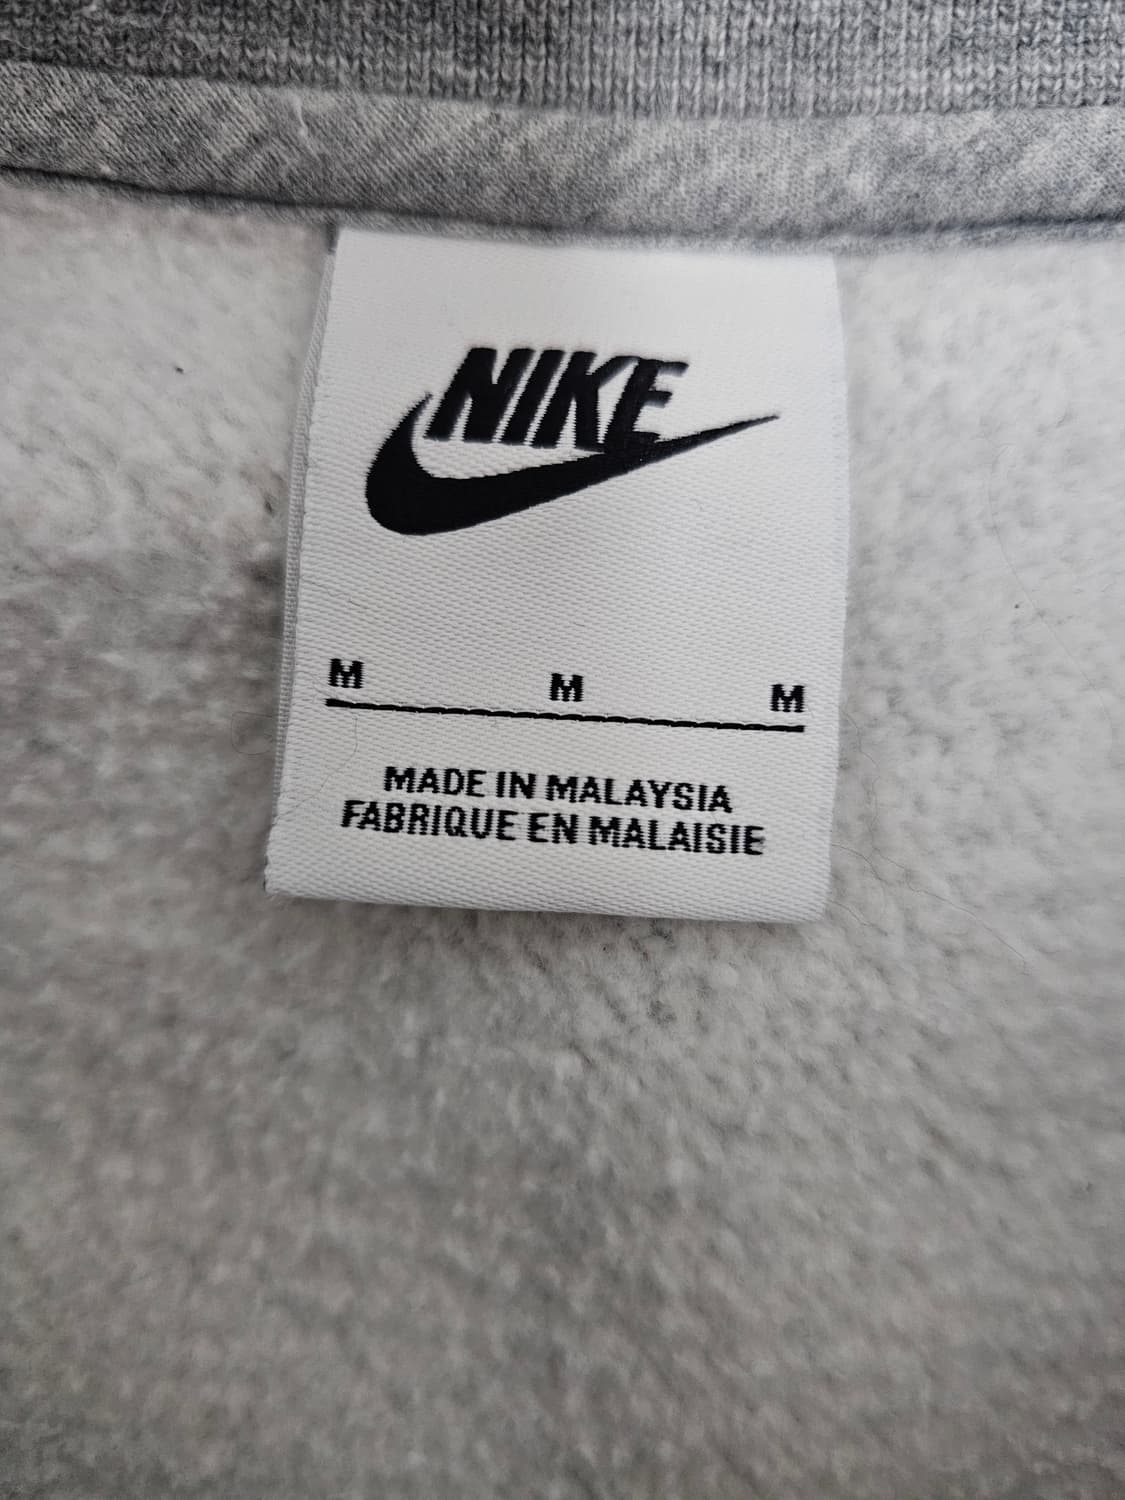 NIKE
M M M
MADE IN MALAYSIA
FABRIQUE EN MALAISIE